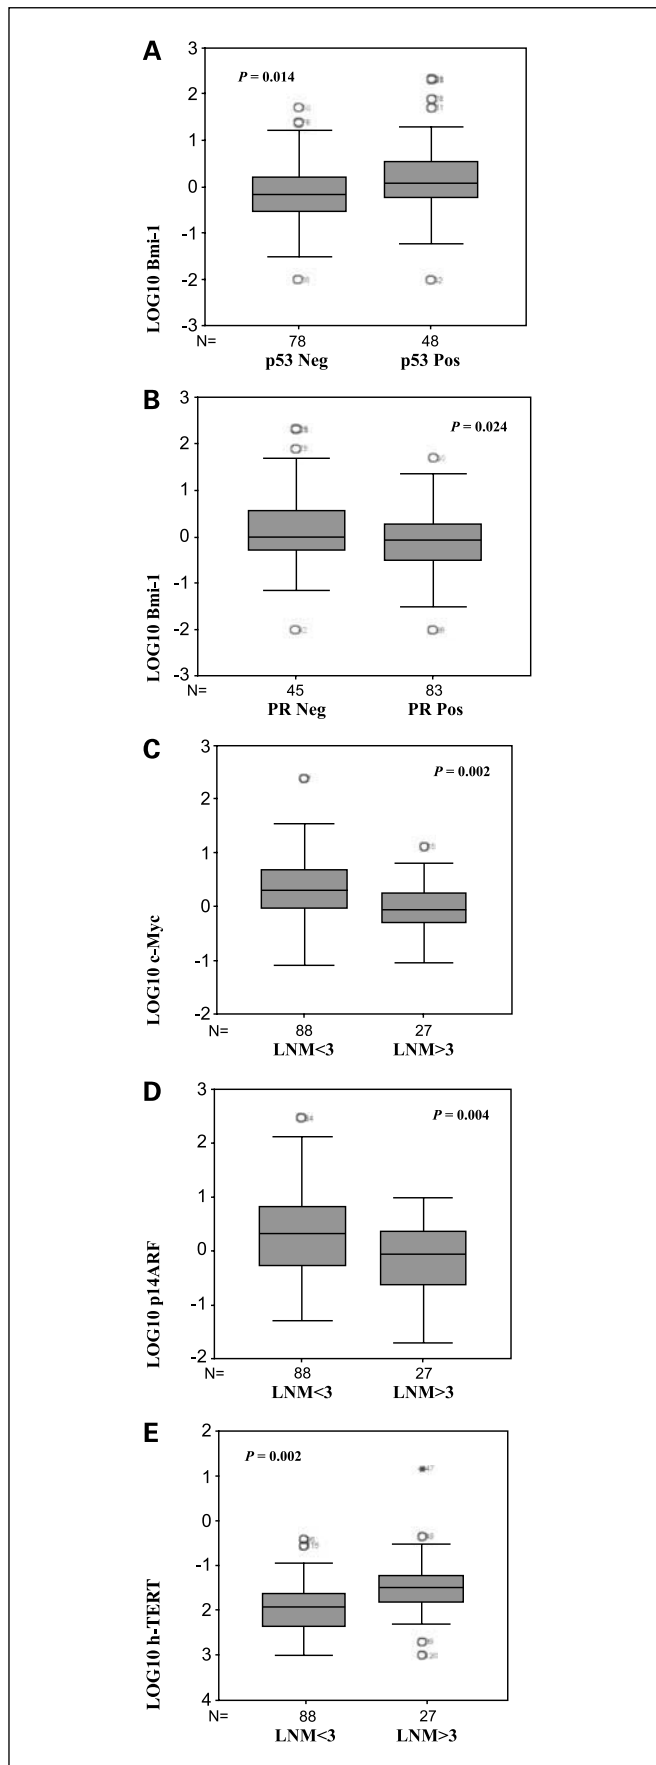 A
3
2
1
0
-1
-2
-3
P = 0.014
LOG10 Bmi-1
N=
78
48
p53 Neg
p53 Pos
B
3
2
1
0
-1
-2
-3
P = 0.024
LOG10 Bmi-1
N=
45
83
PR Neg
PR Pos
C
3
2
1
0
-1
-2
P = 0.002
LOG10 c-Myc
N=
88
27
LNM<3
LNM>3
D
3
2
1
0
-1
-2
P = 0.004
LOG10 p14ARF
N=
88
27
LNM<3
LNM>3
E
2
1
0
-1
2
3
4
P = 0.002
LOG10 h-TERT
N=
88
27
LNM<3
LNM>3